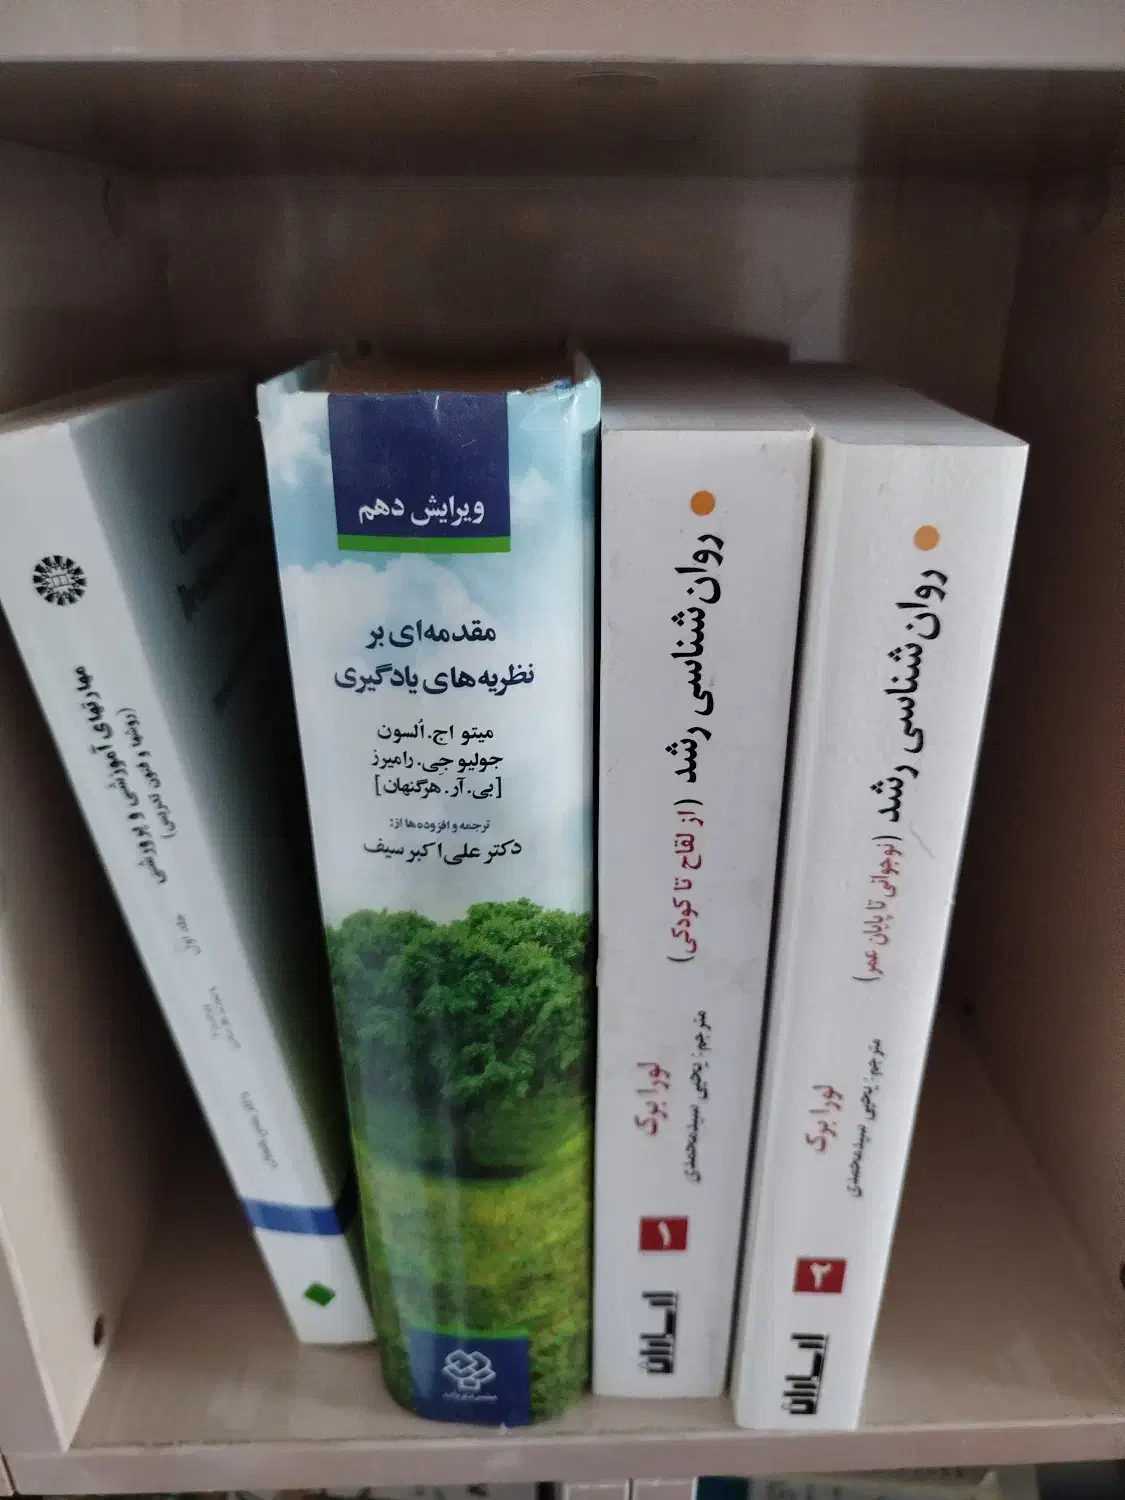 مهارتهای آموزشی و پرورشی
(روشها و فنون تدریس)
جلد اول
ویرایش دهم
مقدمه‌ای بر
نظریه‌های یادگیری
میتو اچ. اُلسون
جولیو جی. رامیرز
[بی. آر. هرگنهان]
ترجمه و افزوده‌ها از:
دکتر علی‌اکبر سیف
روان‌شناسی رشد (از لقاح تا کودکی)
لورا برک
مترجم: یحیی سیدمحمدی
۱
ارسباران
روان‌شناسی رشد (نوجوانی تا پایان عمر)
لورا برک
مترجم: یحیی سیدمحمدی
۲
ارسباران